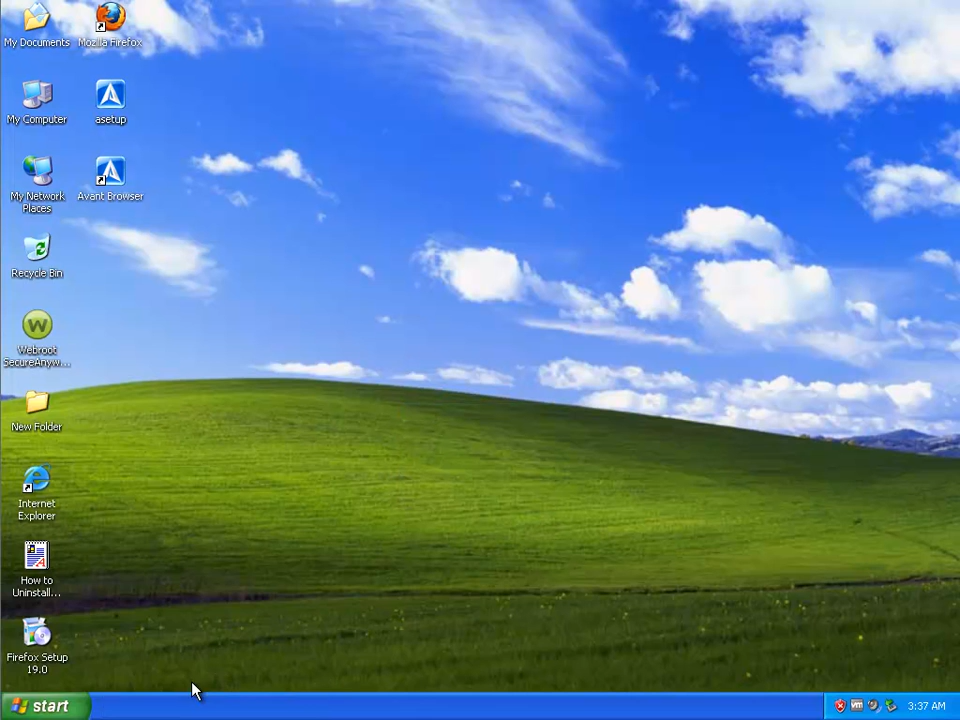 My Documents
Mozilla Firefox
My Computer
asetup
My Network
Places
Avant Browser
Recycle Bin
W
Webroot
SecureAnyw...
New Folder
Internet
Explorer
How to
Uninstall...
Firefox Setup
19.0
start
vm
3:37 AM